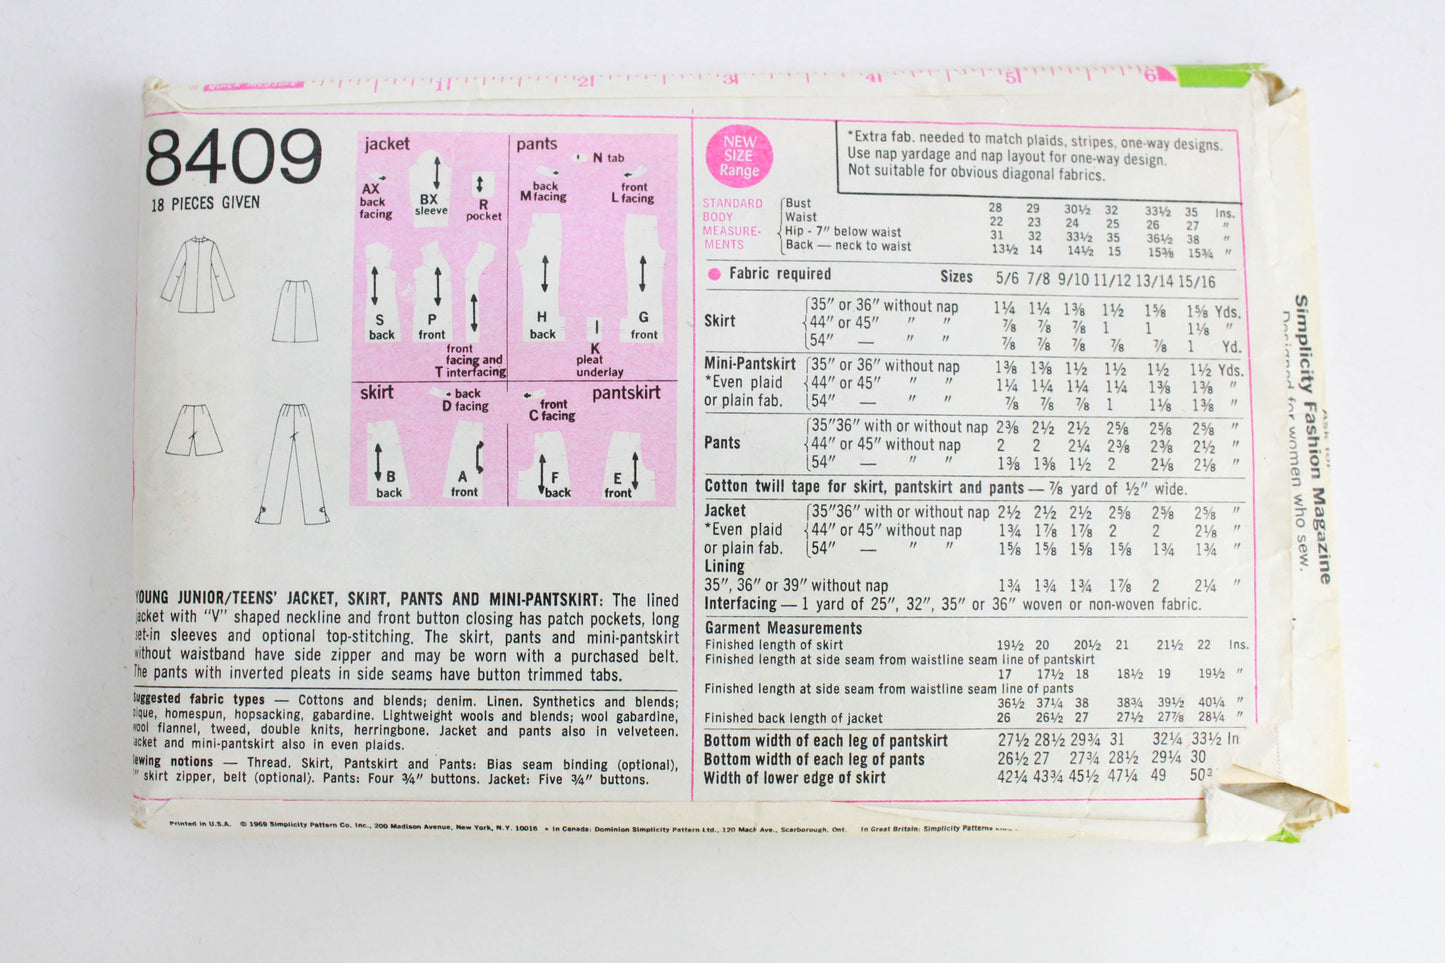 Quick Measure 1 2 3 4 5 6
8409
18 PIECES GIVEN
jacket
AX
back
facing
BX
sleeve
R
pocket
S
back
P
front
front
facing and
T interfacing
pants
N tab
back
M facing
front
L facing
H
back
I
K
pleat
underlay
G
front
skirt
back
D facing
B
back
A
front
pantskirt
front
C facing
F
back
E
front
YOUNG JUNIOR/TEENS' JACKET, SKIRT, PANTS AND MINI-PANTSKIRT: The lined
jacket with "V" shaped neckline and front button closing has patch pockets, long
set-in sleeves and optional top-stitching. The skirt, pants and mini-pantskirt
without waistband have side zipper and may be worn with a purchased belt.
The pants with inverted pleats in side seams have button trimmed tabs.
Suggested fabric types — Cottons and blends; denim. Linen. Synthetics and blends;
pique, homespun, hopsacking, gabardine. Lightweight wools and blends; wool gabardine,
wool flannel, tweed, double knits, herringbone. Jacket and pants also in velveteen.
Jacket and mini-pantskirt also in even plaids.
Sewing notions — Thread. Skirt, Pantskirt and Pants: Bias seam binding (optional),
" skirt zipper, belt (optional). Pants: Four ¾" buttons. Jacket: Five ¾" buttons.
NEW
SIZE
Range
*Extra fab. needed to match plaids, stripes, one-way designs.
Use nap yardage and nap layout for one-way design.
Not suitable for obvious diagonal fabrics.
STANDARD
BODY
MEASURE-
MENTS
Bust 28 29 30½ 32 33½ 35 Ins.
Waist 22 23 24 25 26 27 "
Hip - 7" below waist 31 32 33½ 35 36½ 38 "
Back — neck to waist 13½ 14 14½ 15 15⅜ 15¾ "
Fabric required Sizes 5/6 7/8 9/10 11/12 13/14 15/16
Skirt
35" or 36" without nap 1¼ 1¼ 1⅜ 1½ 1⅝ 1⅝ Yds.
44" or 45" " " ⅞ ⅞ ⅞ 1 1 1⅛ "
54" — " " ⅞ ⅞ ⅞ ⅞ ⅞ 1 Yd.
Mini-Pantskirt 35" or 36" without nap 1⅜ 1⅜ 1½ 1½ 1½ 1½ Yds.
*Even plaid 44" or 45" " " 1¼ 1¼ 1¼ 1¼ 1⅜ 1⅜ "
or plain fab. 54" — " " ⅞ ⅞ ⅞ 1 1⅛ 1⅜ "
Pants
35"36" with or without nap 2⅜ 2½ 2½ 2⅝ 2⅝ 2⅝ "
44" or 45" without nap 2 2 2¼ 2⅜ 2⅜ 2½ "
54" — " " 1⅜ 1⅜ 1½ 2 2⅛ 2⅛ "
Cotton twill tape for skirt, pantskirt and pants — ⅞ yard of ½" wide.
Jacket 35"36" with or without nap 2½ 2½ 2½ 2⅝ 2⅝ 2⅝ "
*Even plaid 44" or 45" without nap 1¾ 1⅞ 1⅞ 2 2 2⅛ "
or plain fab. 54" — " " 1⅝ 1⅝ 1⅝ 1⅝ 1¾ 1¾ "
Lining
35", 36" or 39" without nap 1¾ 1¾ 1¾ 1⅞ 2 2¼ "
Interfacing — 1 yard of 25", 32", 35" or 36" woven or non-woven fabric.
Garment Measurements
Finished length of skirt 19½ 20 20½ 21 21½ 22 Ins.
Finished length at side seam from waistline seam line of pantskirt
17 17½ 18 18½ 19 19½ "
Finished length at side seam from waistline seam line of pants
36½ 37¼ 38 38¾ 39½ 40¼ "
Finished back length of jacket 26 26½ 27 27½ 27⅞ 28¼ "
Bottom width of each leg of pantskirt 27½ 28½ 29¾ 31 32¼ 33½ In
Bottom width of each leg of pants 26½ 27 27¾ 28½ 29¼ 30
Width of lower edge of skirt 42¼ 43¾ 45½ 47¼ 49 50
Printed in U.S.A. © 1969 Simplicity Pattern Co. Inc., 200 Madison Avenue, New York, N.Y. 10016 • In Canada: Dominion Simplicity Pattern Ltd., 120 Mack Ave., Scarborough, Ont. In Great Britain: Simplicity Patterns
Ask for
Simplicity Fashion Magazine
Designed for women who sew.